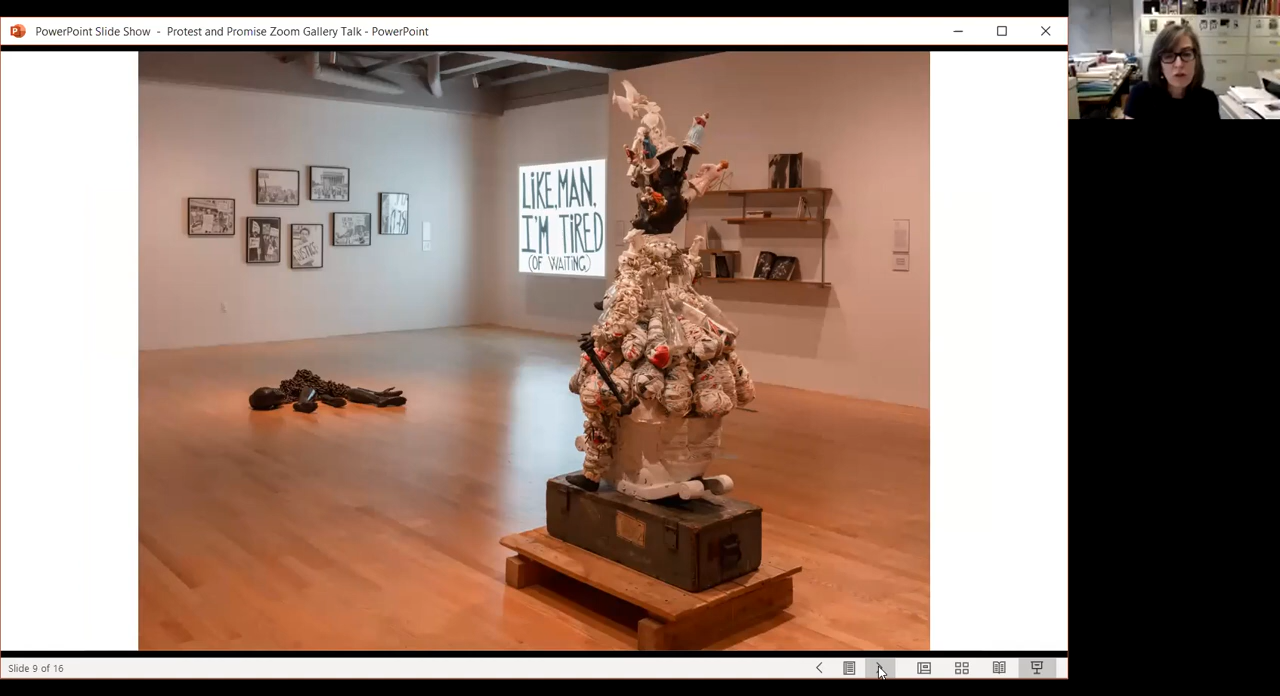 PowerPoint Slide Show - Protest and Promise Zoom Gallery Talk - PowerPoint
LIKE, MAN,
I'M TIRED
(OF WAITING)
JUSTICE
Slide 9 of 16